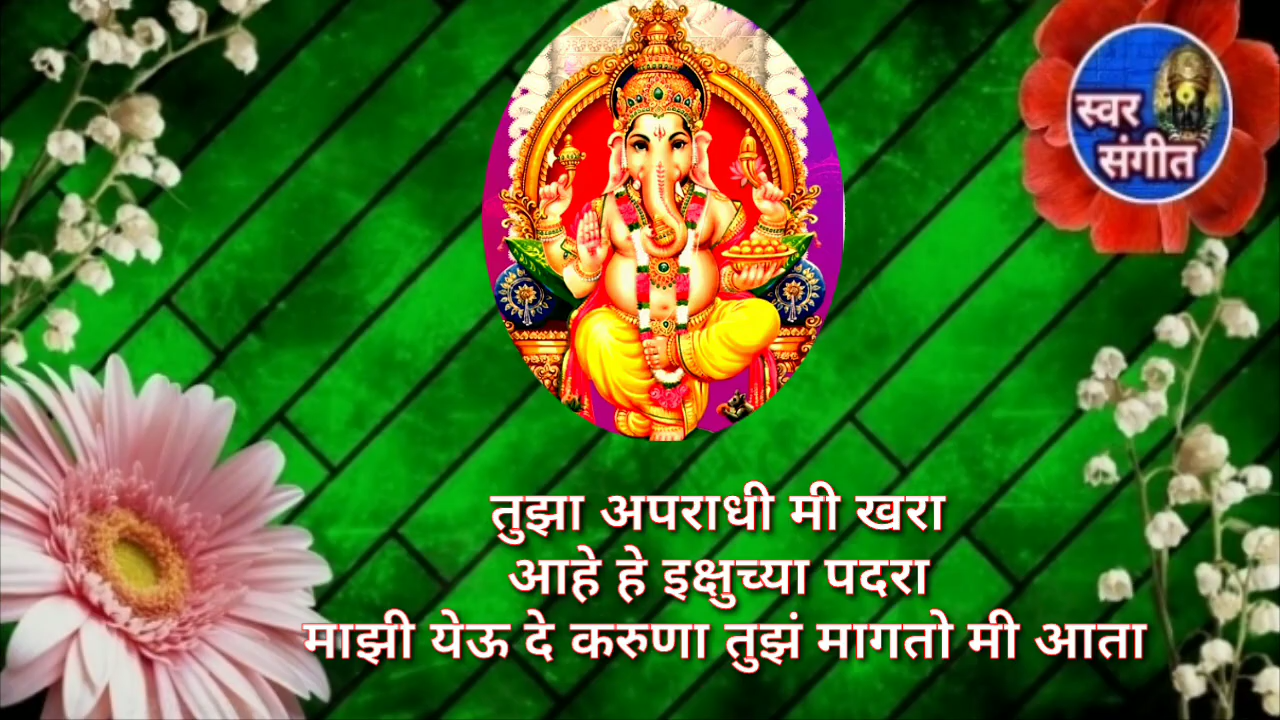 स्वर
संगीत
तुझा अपराधी मी खरा
आहे हे इक्षुच्या पदरा
माझी येऊ दे करुणा तुझं मागतो मी आता